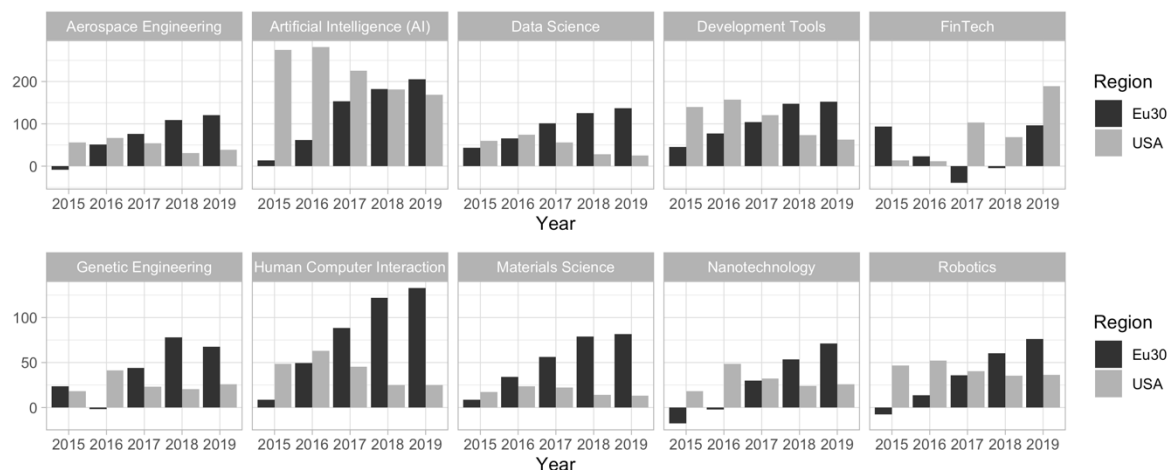 Aerospace Engineering Artificial Intelligence (AI) Data Science Development Tools FinTech
200
100
0
Region
Eu30
USA
2015 2016 2017 2018 2019 2015 2016 2017 2018 2019 2015 2016 2017 2018 2019 2015 2016 2017 2018 2019 2015 2016 2017 2018 2019
Year
Genetic Engineering Human Computer Interaction Materials Science Nanotechnology Robotics
100
50
0
Region
Eu30
USA
2015 2016 2017 2018 2019 2015 2016 2017 2018 2019 2015 2016 2017 2018 2019 2015 2016 2017 2018 2019 2015 2016 2017 2018 2019
Year